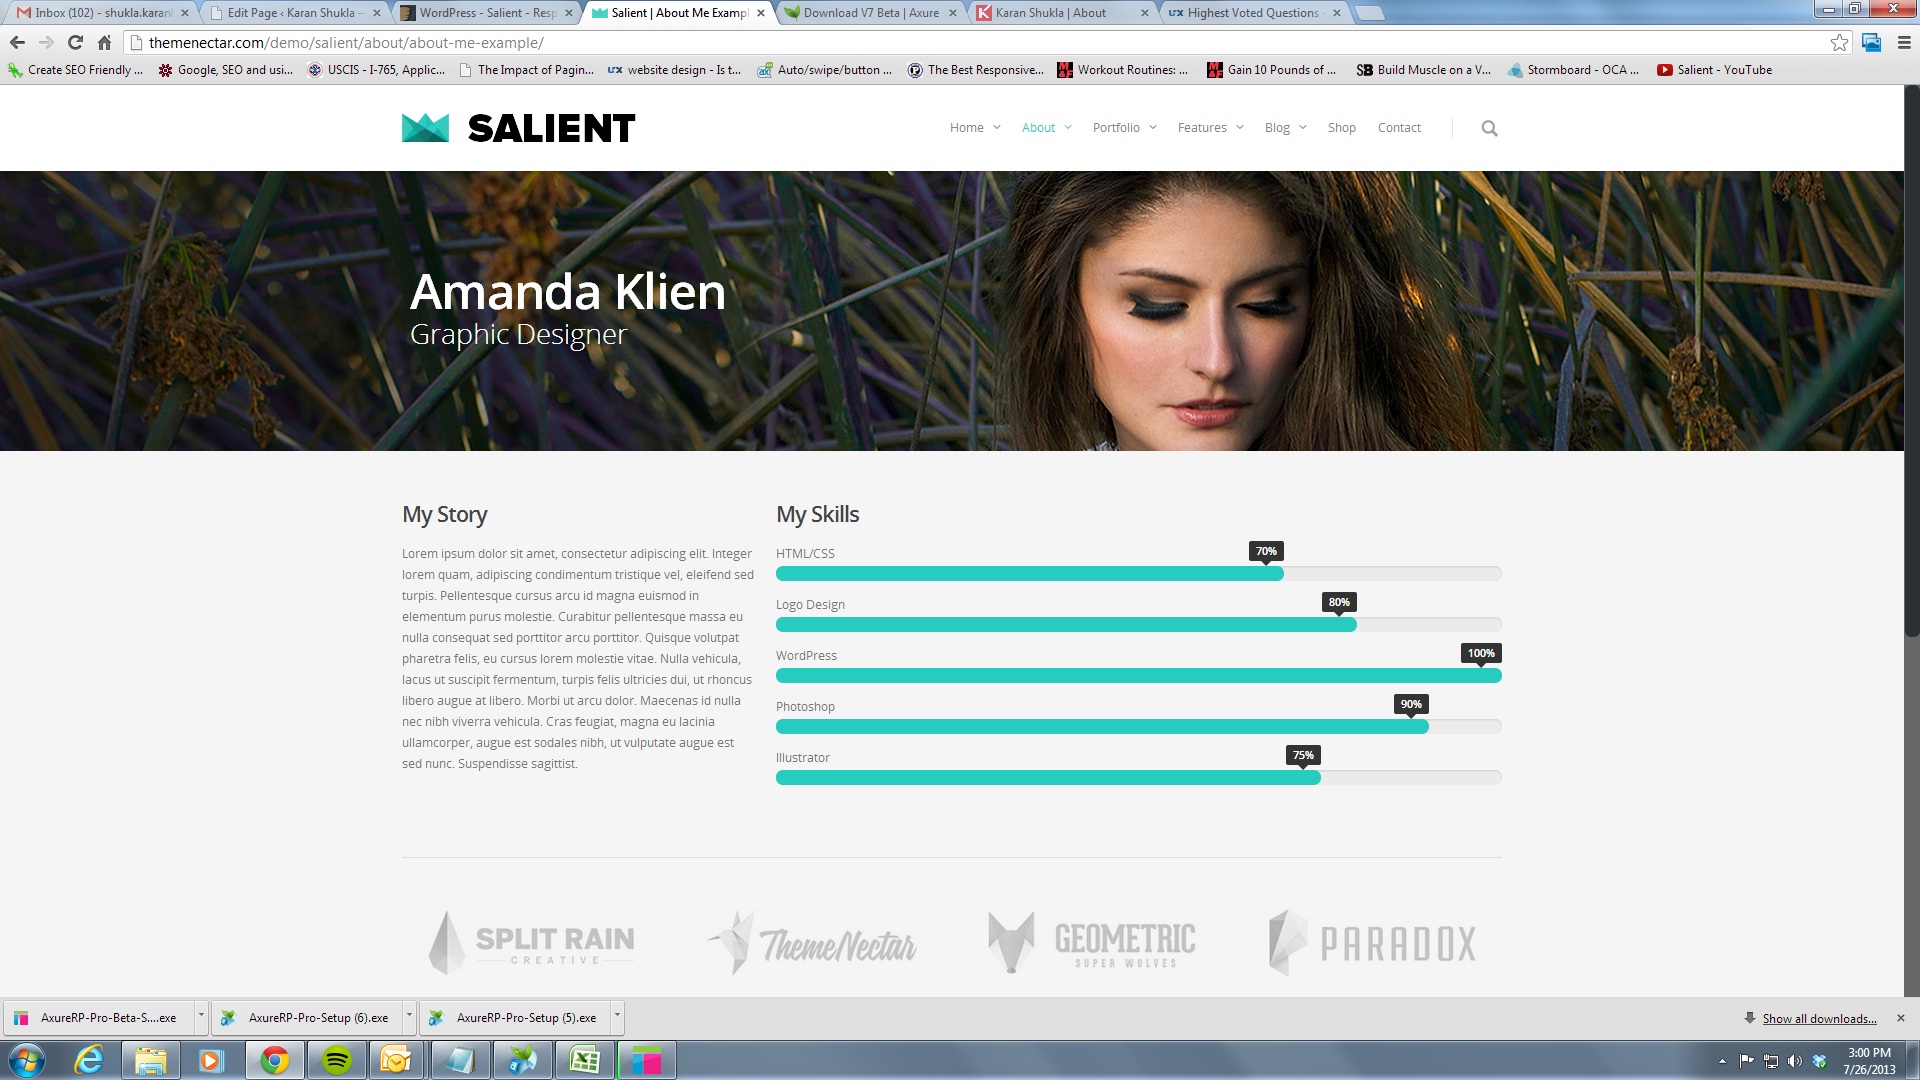 Inbox (102) - shukla.karan
Edit Page ‹ Karan Shukla —
WordPress - Salient - Resp
Salient | About Me Exampl
Download V7 Beta | Axure
Karan Shukla | About
Highest Voted Questions
themenectar.com/demo/salient/about/about-me-example/
Create SEO Friendly ...
Google, SEO and usi...
USCIS - I-765, Applic...
The Impact of Pagin...
ux website design - Is t...
Auto/swipe/button ...
The Best Responsive...
Workout Routines: ...
Gain 10 Pounds of ...
SB Build Muscle on a V...
Stormboard - OCA ...
Salient - YouTube
SALIENT
Home
About
Portfolio
Features
Blog
Shop
Contact
Amanda Klien
Graphic Designer
My Story
Lorem ipsum dolor sit amet, consectetur adipiscing elit. Integer
lorem quam, adipiscing condimentum tristique vel, eleifend sed
turpis. Pellentesque cursus arcu id magna euismod in
elementum purus molestie. Curabitur pellentesque massa eu
nulla consequat sed porttitor arcu porttitor. Quisque volutpat
pharetra felis, eu cursus lorem molestie vitae. Nulla vehicula,
lacus ut suscipit fermentum, turpis felis ultricies dui, ut rhoncus
libero augue at libero. Morbi ut arcu dolor. Maecenas id nulla
nec nibh viverra vehicula. Cras feugiat, magna eu lacinia
ullamcorper, augue est sodales nibh, ut vulputate augue est
sed nunc. Suspendisse sagittist.
My Skills
HTML/CSS
70%
Logo Design
80%
WordPress
100%
Photoshop
90%
Illustrator
75%
SPLIT RAIN
CREATIVE
ThemeNectar
GEOMETRIC
SUPER WOLVES
PARADOX
AxureRP-Pro-Beta-S....exe
AxureRP-Pro-Setup (6).exe
AxureRP-Pro-Setup (5).exe
Show all downloads...
3:00 PM
7/26/2013